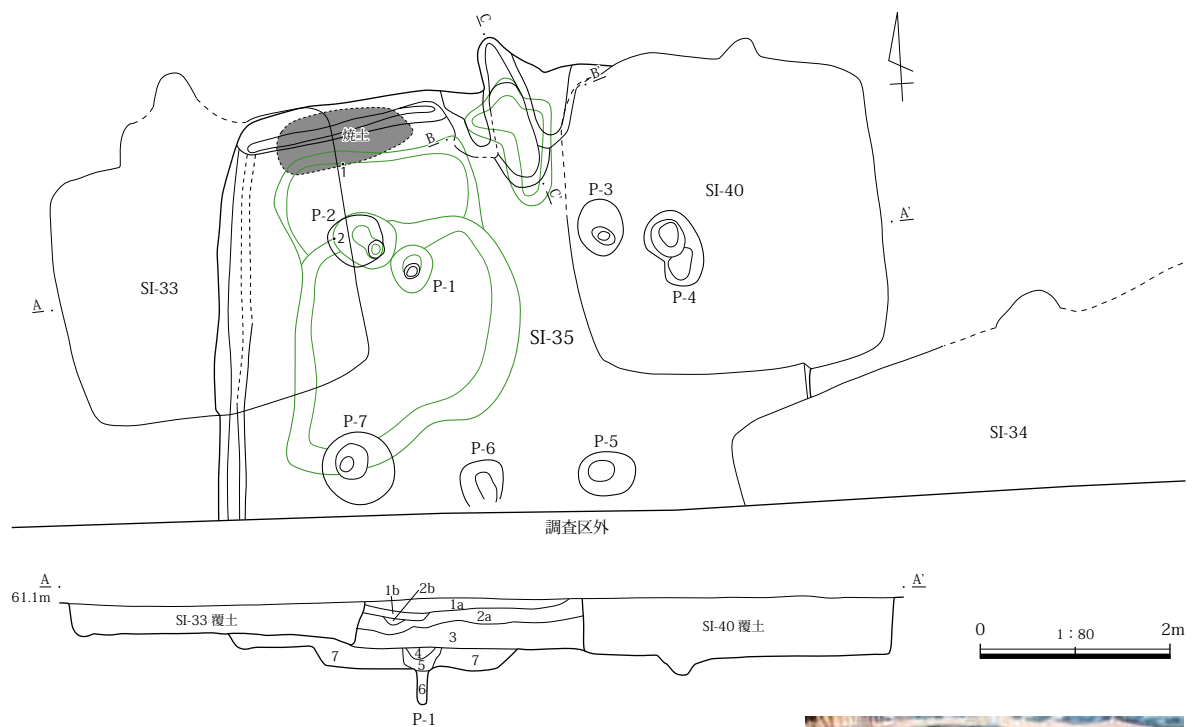 C
B'
焼土
B
1
P-3
SI-40
C'
P-2
2
A'
P-1
SI-33
A
SI-35
P-7
P-6
P-5
P-4
SI-34
調査区外
A
A'
61.1m
1b
2b
1a
SI-33 覆土
2a
SI-40 覆土
3
0
1：80
2m
7
4
5
7
6
P-1